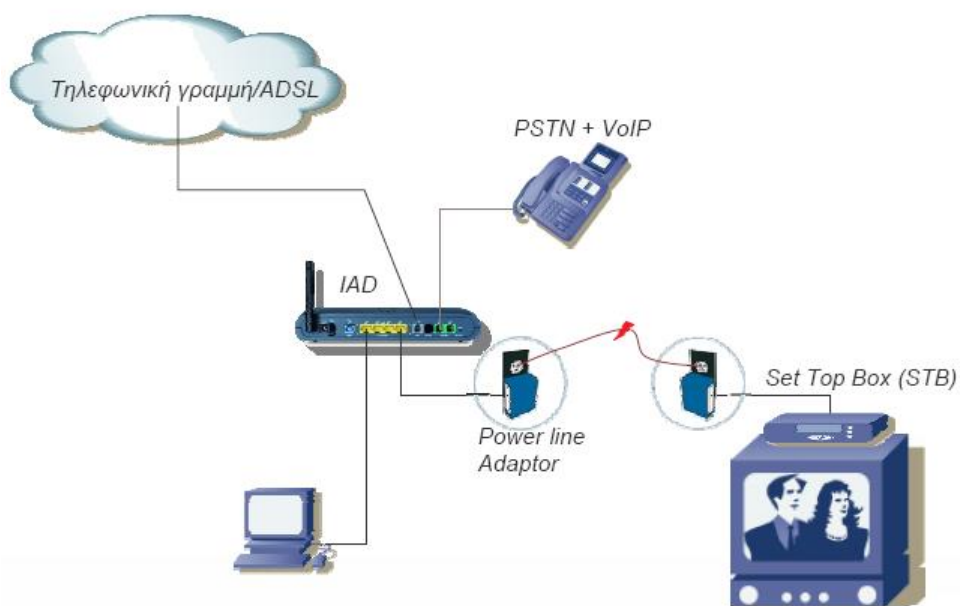 Τηλεφωνική γραμμή/ADSL
PSTN + VoIP
IAD
Set Top Box (STB)
Power line
Adaptor